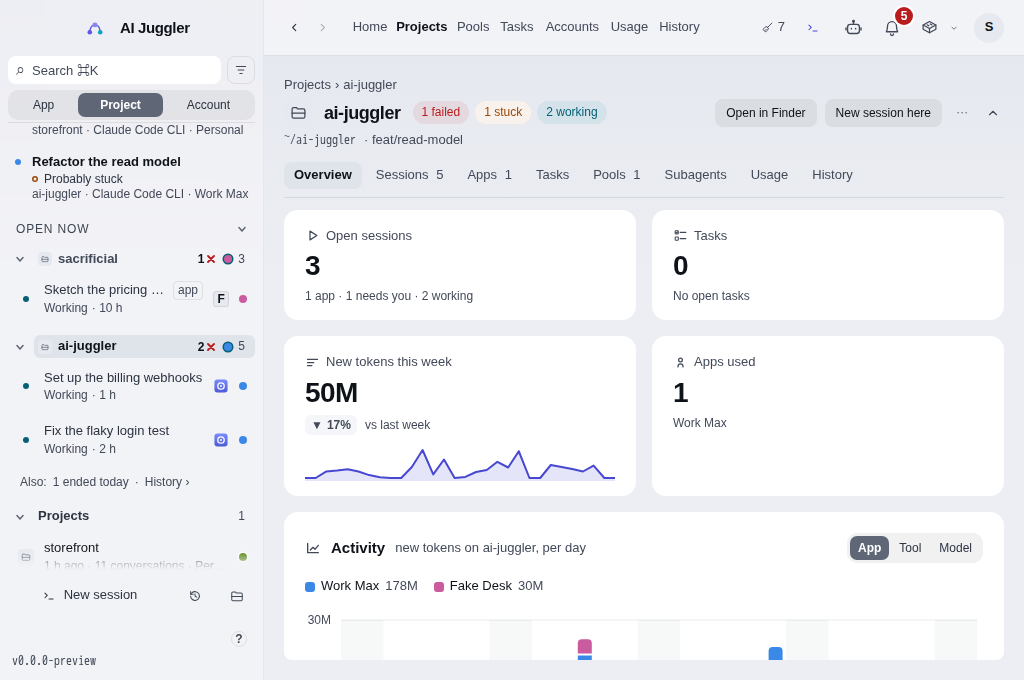 AI Juggler
Search ⌘K
App Project Account
storefront · Claude Code CLI · Personal
Refactor the read model
Probably stuck
ai-juggler · Claude Code CLI · Work Max
OPEN NOW
sacrificial 1 3
Sketch the pricing … app F
Working · 10 h
ai-juggler 2 5
Set up the billing webhooks
Working · 1 h
Fix the flaky login test
Working · 2 h
Also: 1 ended today · History ›
Projects 1
storefront
1 h ago · 11 conversations · Per
New session
?
v0.0.0-preview
Home Projects Pools Tasks Accounts Usage History 7 5 S
Projects › ai-juggler
ai-juggler 1 failed 1 stuck 2 working Open in Finder New session here ···
~/ai-juggler · feat/read-model
Overview Sessions 5 Apps 1 Tasks Pools 1 Subagents Usage History
Open sessions
3
1 app · 1 needs you · 2 working
Tasks
0
No open tasks
New tokens this week
50M
▼ 17% vs last week
Apps used
1
Work Max
Activity new tokens on ai-juggler, per day App Tool Model
Work Max 178M Fake Desk 30M
30M